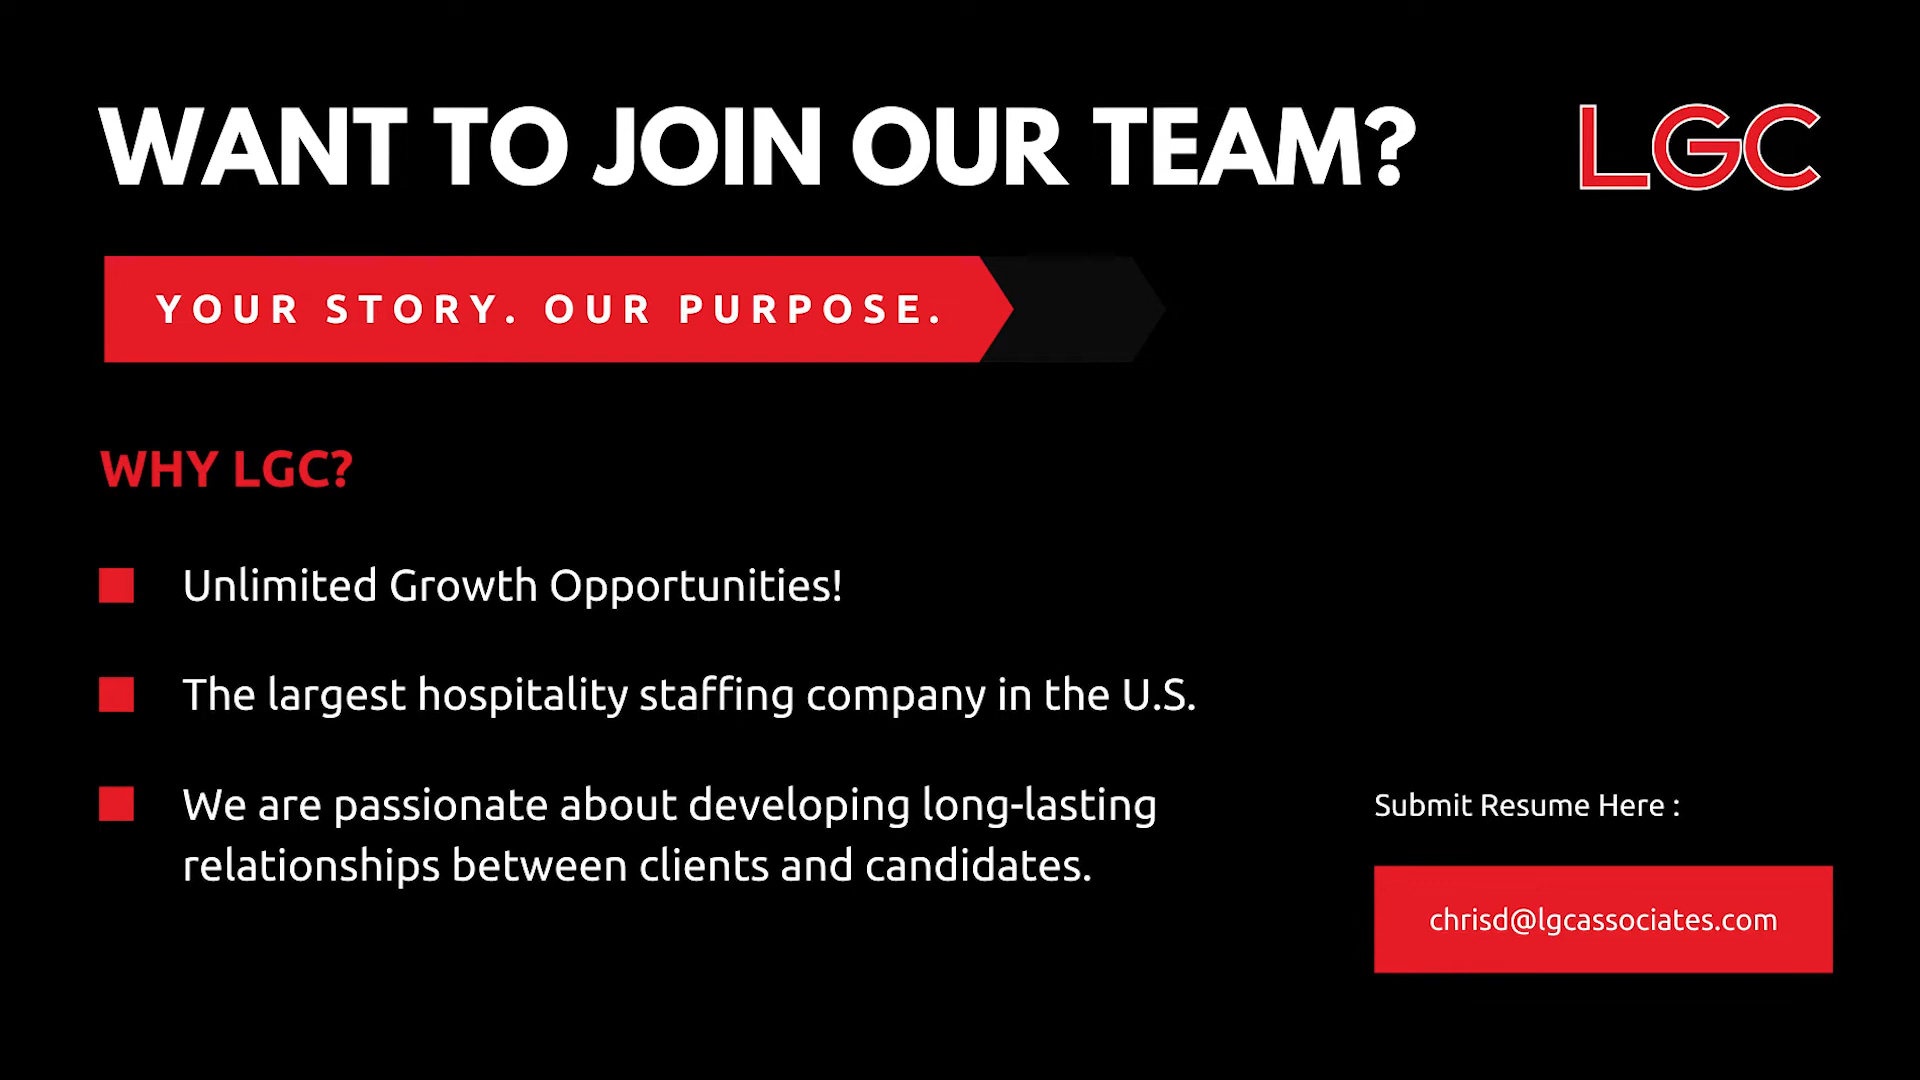 WANT TO JOIN OUR TEAM?
LGC
YOUR STORY. OUR PURPOSE.
WHY LGC?
Unlimited Growth Opportunities!
The largest hospitality staffing company in the U.S.
We are passionate about developing long-lasting
relationships between clients and candidates.
Submit Resume Here :
chrisd@lgcassociates.com